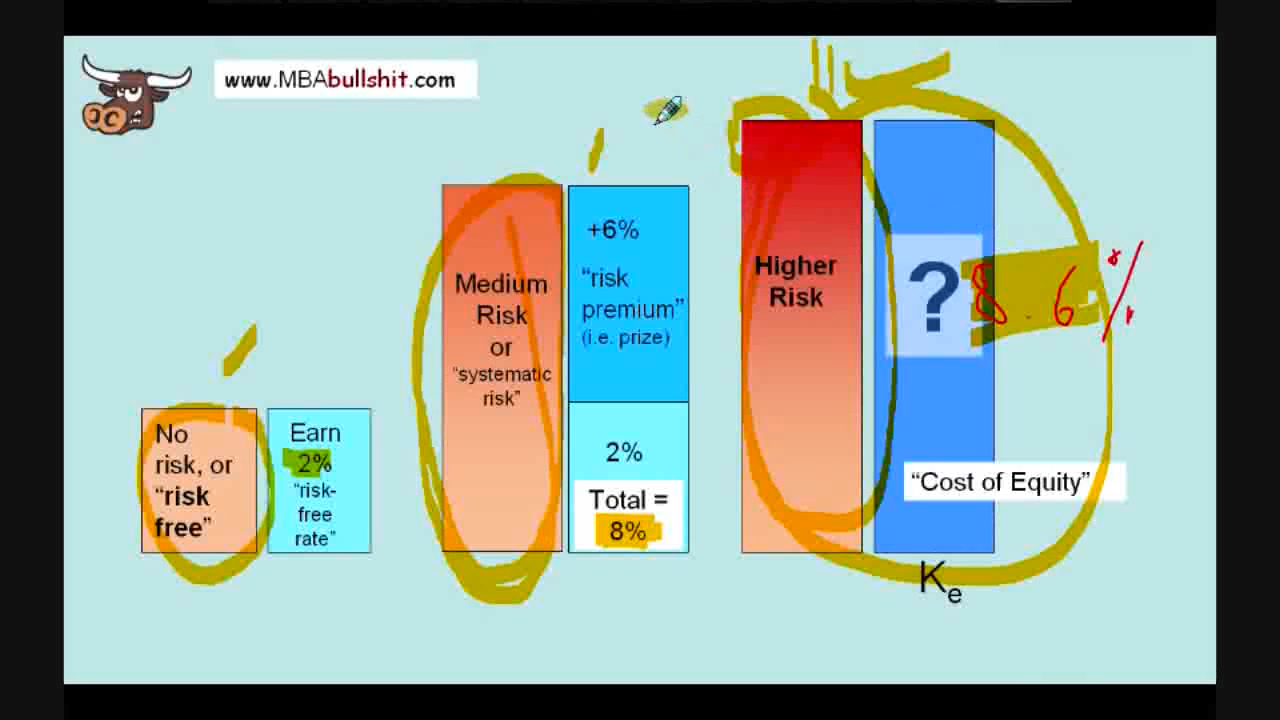 www.MBAbullshit.com
No
risk, or
“risk
free”
Earn
2%
“risk-
free
rate”
Medium
Risk
or
“systematic
risk”
+6%
“risk
premium”
(i.e. prize)
2%
Total =
8%
Higher
Risk
?
8.6%
“Cost of Equity”
Ke